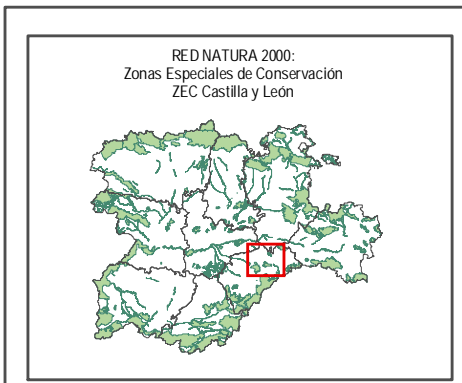 RED NATURA 2000:
Zonas Especiales de Conservación
ZEC Castilla y León